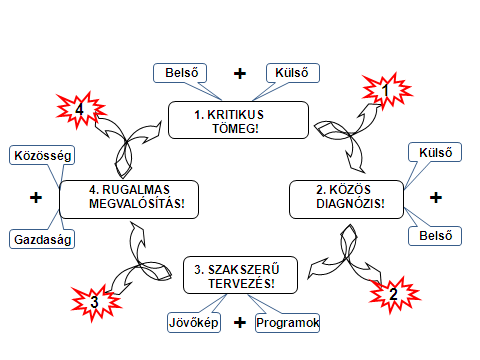 Belső + Külső
1
4
1. KRITIKUS
TÖMEG!
Közösség
Külső
+
4. RUGALMAS
MEGVALÓSÍTÁS!
2. KÖZÖS
DIAGNÓZIS!
+
Gazdaság
Belső
3. SZAKSZERŰ
TERVEZÉS!
3
2
Jövőkép + Programok